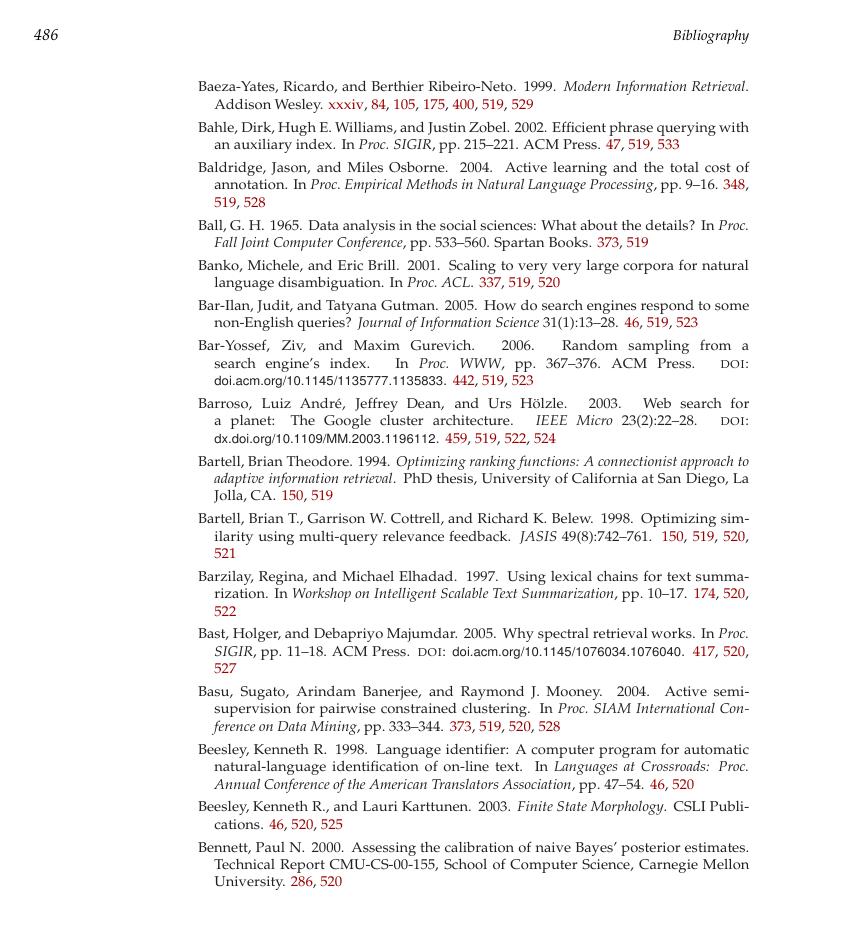 486
Bibliography
Baeza-Yates, Ricardo, and Berthier Ribeiro-Neto. 1999. Modern Information Retrieval.
Addison Wesley. xxxiv, 84, 105, 175, 400, 519, 529
Bahle, Dirk, Hugh E. Williams, and Justin Zobel. 2002. Efficient phrase querying with
an auxiliary index. In Proc. SIGIR, pp. 215–221. ACM Press. 47, 519, 533
Baldridge, Jason, and Miles Osborne. 2004. Active learning and the total cost of
annotation. In Proc. Empirical Methods in Natural Language Processing, pp. 9–16. 348,
519, 528
Ball, G. H. 1965. Data analysis in the social sciences: What about the details? In Proc.
Fall Joint Computer Conference, pp. 533–560. Spartan Books. 373, 519
Banko, Michele, and Eric Brill. 2001. Scaling to very very large corpora for natural
language disambiguation. In Proc. ACL. 337, 519, 520
Bar-Ilan, Judit, and Tatyana Gutman. 2005. How do search engines respond to some
non-English queries? Journal of Information Science 31(1):13–28. 46, 519, 523
Bar-Yossef, Ziv, and Maxim Gurevich. 2006. Random sampling from a
search engine's index. In Proc. WWW, pp. 367–376. ACM Press. DOI:
doi.acm.org/10.1145/1135777.1135833. 442, 519, 523
Barroso, Luiz André, Jeffrey Dean, and Urs Hölzle. 2003. Web search for
a planet: The Google cluster architecture. IEEE Micro 23(2):22–28. DOI:
dx.doi.org/10.1109/MM.2003.1196112. 459, 519, 522, 524
Bartell, Brian Theodore. 1994. Optimizing ranking functions: A connectionist approach to
adaptive information retrieval. PhD thesis, University of California at San Diego, La
Jolla, CA. 150, 519
Bartell, Brian T., Garrison W. Cottrell, and Richard K. Belew. 1998. Optimizing sim-
ilarity using multi-query relevance feedback. JASIS 49(8):742–761. 150, 519, 520,
521
Barzilay, Regina, and Michael Elhadad. 1997. Using lexical chains for text summa-
rization. In Workshop on Intelligent Scalable Text Summarization, pp. 10–17. 174, 520,
522
Bast, Holger, and Debapriyo Majumdar. 2005. Why spectral retrieval works. In Proc.
SIGIR, pp. 11–18. ACM Press. DOI: doi.acm.org/10.1145/1076034.1076040. 417, 520,
527
Basu, Sugato, Arindam Banerjee, and Raymond J. Mooney. 2004. Active semi-
supervision for pairwise constrained clustering. In Proc. SIAM International Con-
ference on Data Mining, pp. 333–344. 373, 519, 520, 528
Beesley, Kenneth R. 1998. Language identifier: A computer program for automatic
natural-language identification of on-line text. In Languages at Crossroads: Proc.
Annual Conference of the American Translators Association, pp. 47–54. 46, 520
Beesley, Kenneth R., and Lauri Karttunen. 2003. Finite State Morphology. CSLI Publi-
cations. 46, 520, 525
Bennett, Paul N. 2000. Assessing the calibration of naive Bayes' posterior estimates.
Technical Report CMU-CS-00-155, School of Computer Science, Carnegie Mellon
University. 286, 520